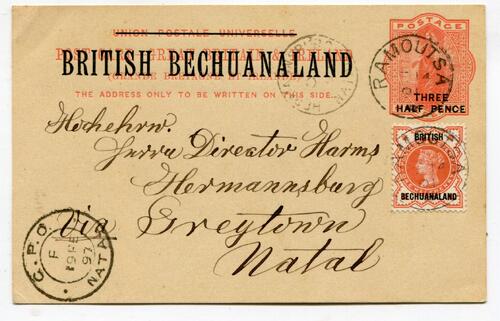 UNION POSTALE UNIVERSELLE
BRITISH BECHUANALAND
THE ADDRESS ONLY TO BE WRITTEN ON THIS SIDE.
POSTAGE
THREE
HALF PENCE
RAMOUTSA
BRITISH
BECHUANALAND
Hochehrw.
Herrn Director Harms
Hermannsburg
Via Greytown
Natal
G.P.O. NATAL
FE
97